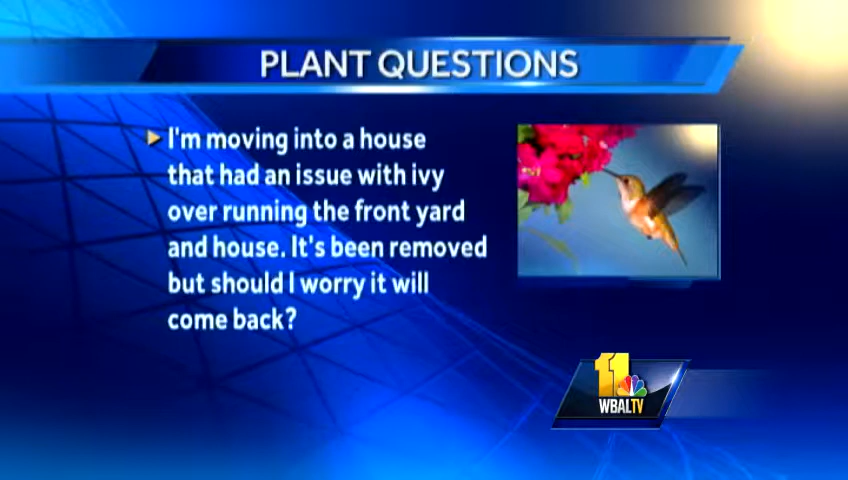 PLANT QUESTIONS
I'm moving into a house
that had an issue with ivy
over running the front yard
and house. It's been removed
but should I worry it will
come back?
11
WBALTV